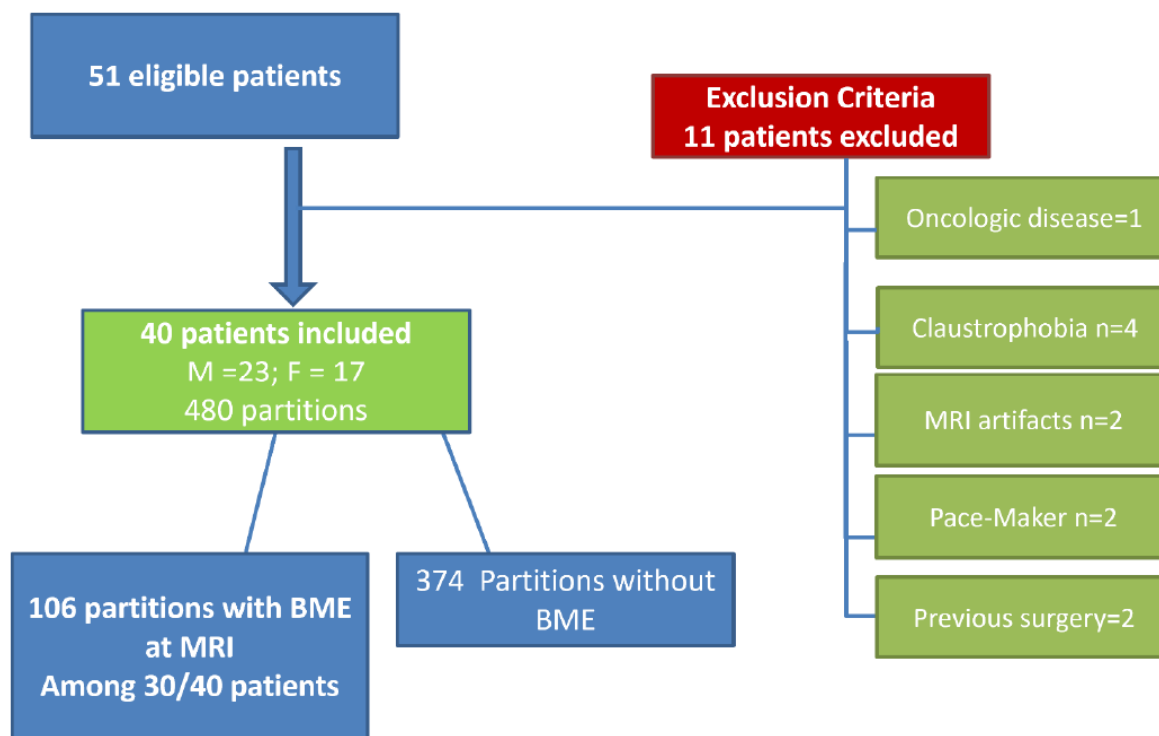 51 eligible patients
Exclusion Criteria
11 patients excluded
Oncologic disease=1
Claustrophobia n=4
MRI artifacts n=2
Pace-Maker n=2
Previous surgery=2
40 patients included
M =23; F = 17
480 partitions
106 partitions with BME
at MRI
Among 30/40 patients
374 Partitions without
BME